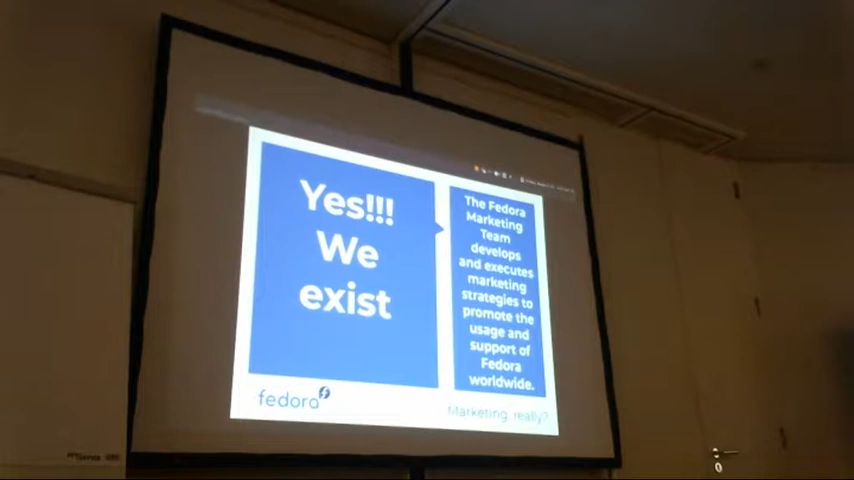 Yes!!!
We
exist
The Fedora
Marketing
Team
develops
and executes
marketing
strategies to
promote the
usage and
support of
Fedora
worldwide.
fedora
Marketing, really?